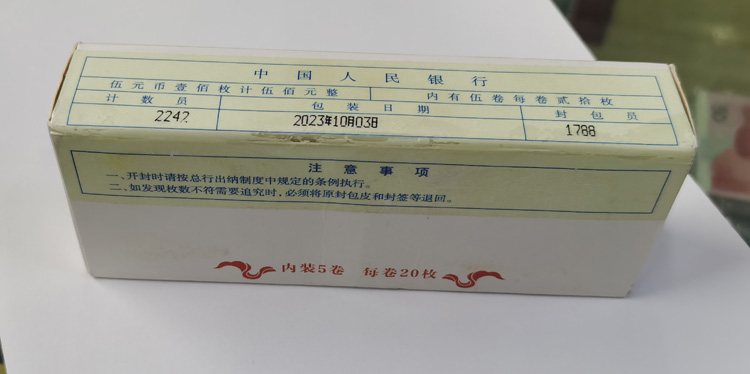 中国人民银行
伍元币壹佰枚计伍佰元整 内有伍卷每卷贰拾枚
计数员 包装日期 封包员
2242 2023年10月03日 1788
注意事项
一、开封时请按总行出纳制度中规定的条例执行。
二、如发现枚数不符需要追究时，必须将原封包皮和封签等退回。
内装5卷 每卷20枚